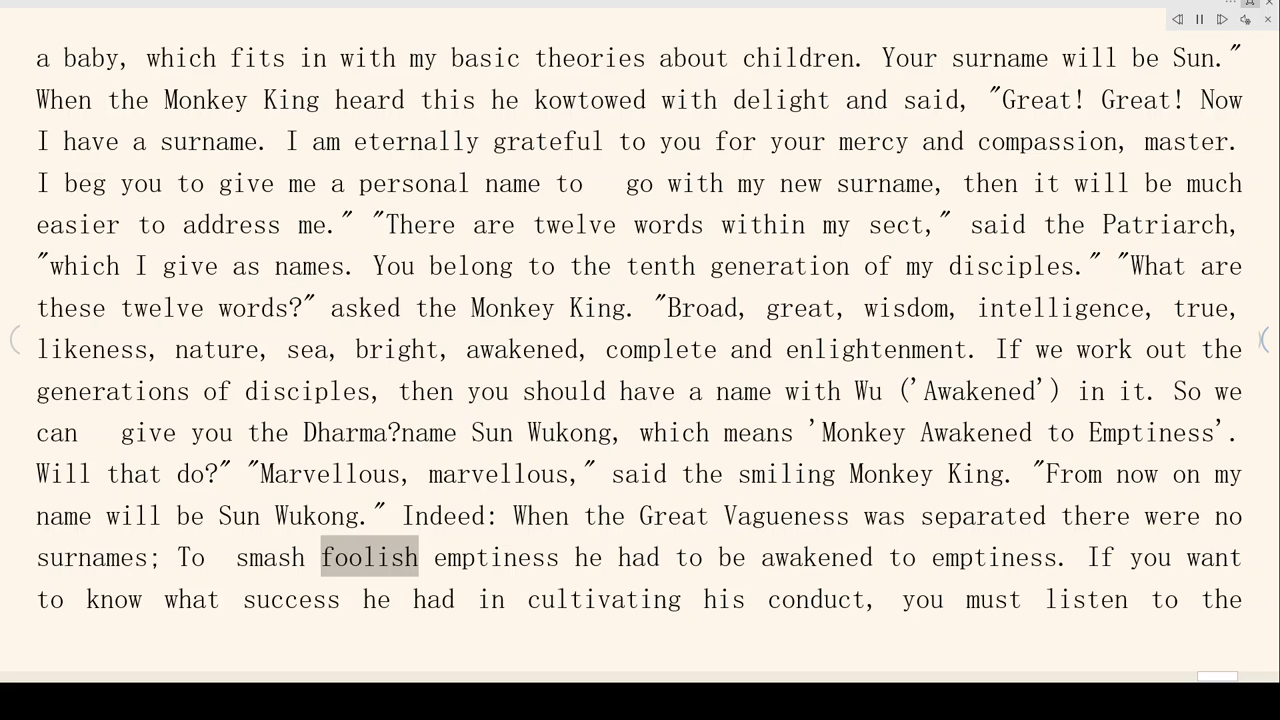 a baby, which fits in with my basic theories about children. Your surname will be Sun."
When the Monkey King heard this he kowtowed with delight and said, "Great! Great! Now
I have a surname. I am eternally grateful to you for your mercy and compassion, master.
I beg you to give me a personal name to go with my new surname, then it will be much
easier to address me." "There are twelve words within my sect," said the Patriarch,
"which I give as names. You belong to the tenth generation of my disciples." "What are
these twelve words?" asked the Monkey King. "Broad, great, wisdom, intelligence, true,
likeness, nature, sea, bright, awakened, complete and enlightenment. If we work out the
generations of disciples, then you should have a name with Wu ('Awakened') in it. So we
can give you the Dharma?name Sun Wukong, which means 'Monkey Awakened to Emptiness'.
Will that do?" "Marvellous, marvellous," said the smiling Monkey King. "From now on my
name will be Sun Wukong." Indeed: When the Great Vagueness was separated there were no
surnames; To smash foolish emptiness he had to be awakened to emptiness. If you want
to know what success he had in cultivating his conduct, you must listen to the